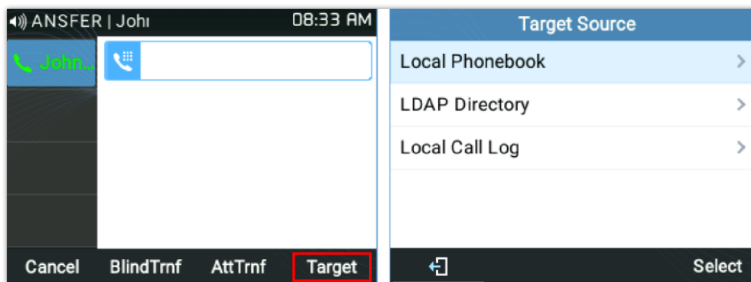 ANSFER | John
08:33 AM
John...
Cancel BlindTrnf AttTrnf Target
Target Source
Local Phonebook
LDAP Directory
Local Call Log
Select